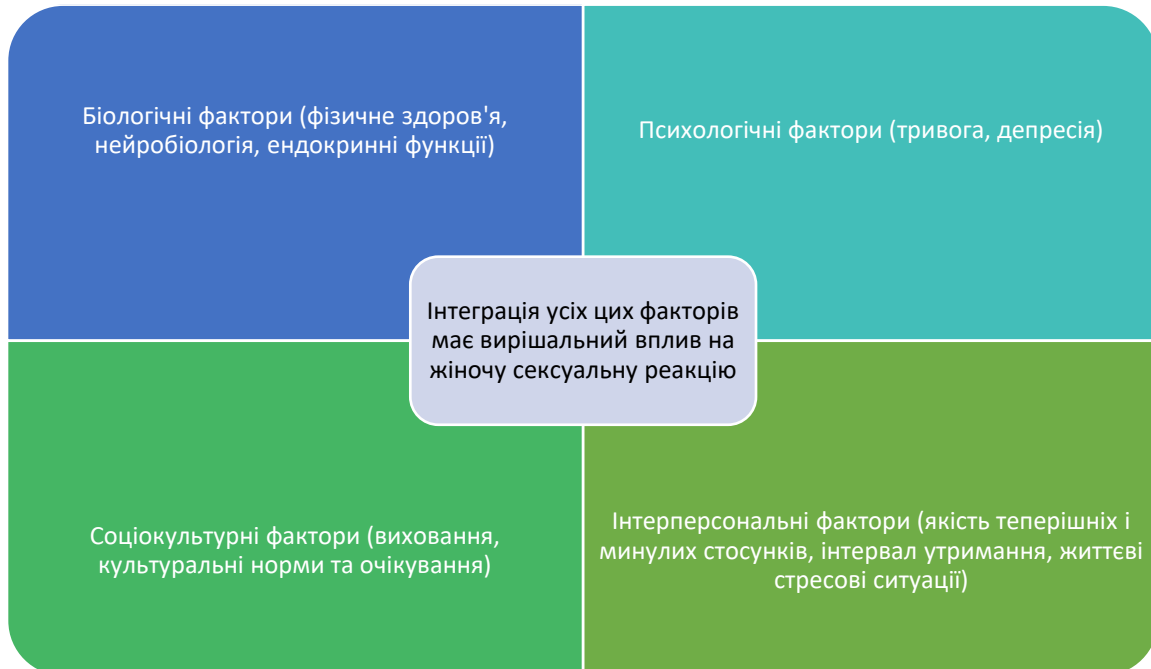 Біологічні фактори (фізичне здоров'я,
нейробіологія, ендокринні функції)
Психологічні фактори (тривога, депресія)
Інтеграція усіх цих факторів
має вирішальний вплив на
жіночу сексуальну реакцію
Соціокультурні фактори (виховання,
культуральні норми та очікування)
Інтерперсональні фактори (якість теперішніх і
минулих стосунків, інтервал утримання, життєві
стресові ситуації)